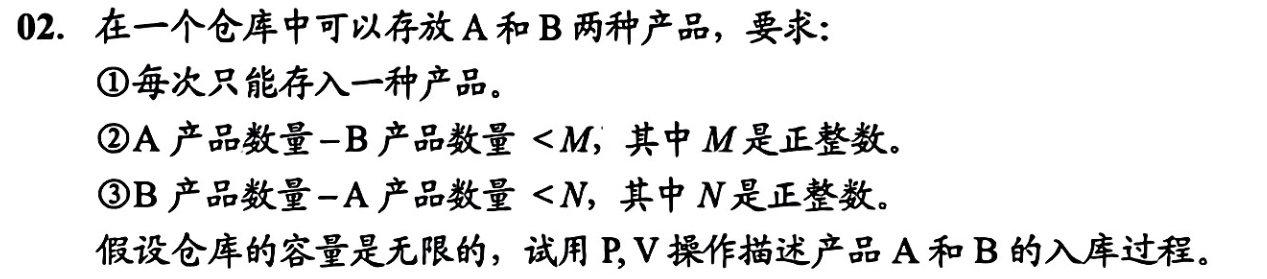 02. 在一个仓库中可以存放 A 和 B 两种产品，要求：
①每次只能存入一种产品。
②A 产品数量−B 产品数量 <M，其中 M 是正整数。
③B 产品数量−A 产品数量 <N，其中 N 是正整数。
假设仓库的容量是无限的，试用 P, V 操作描述产品 A 和 B 的入库过程。